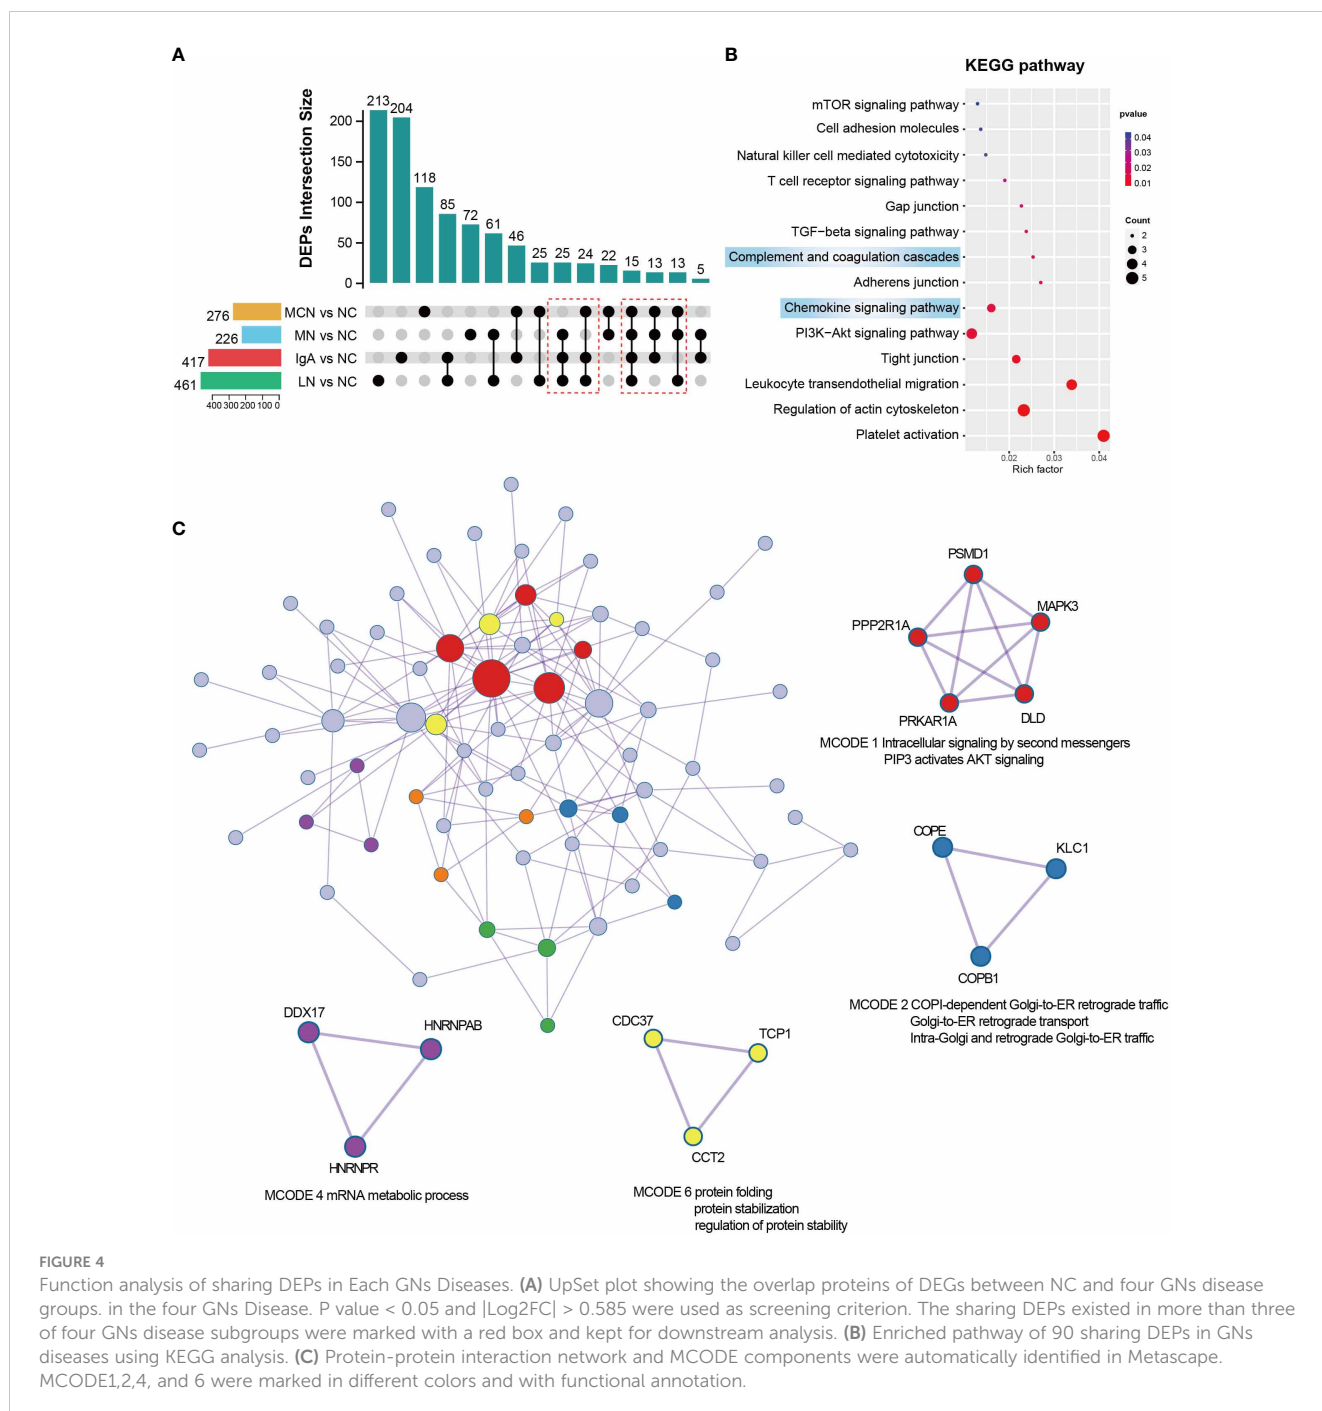 A
DEPs Intersection Size
200
150
100
50
0
213
204
118
85
72
61
46
25
25
24
22
15
13
13
5
276
226
417
461
MCN vs NC
MN vs NC
IgA vs NC
LN vs NC
400 300 200 100 0
B
KEGG pathway
mTOR signaling pathway
Cell adhesion molecules
Natural killer cell mediated cytotoxicity
T cell receptor signaling pathway
Gap junction
TGF−beta signaling pathway
Complement and coagulation cascades
Adherens junction
Chemokine signaling pathway
PI3K−Akt signaling pathway
Tight junction
Leukocyte transendothelial migration
Regulation of actin cytoskeleton
Platelet activation
0.02 0.03 0.04
Rich factor
pvalue
0.04
0.03
0.02
0.01
Count
2
3
4
5
C
PSMD1
MAPK3
PPP2R1A
PRKAR1A
DLD
MCODE 1 Intracellular signaling by second messengers
PIP3 activates AKT signaling
COPE
KLC1
COPB1
MCODE 2 COPI-dependent Golgi-to-ER retrograde traffic
Golgi-to-ER retrograde transport
Intra-Golgi and retrograde Golgi-to-ER traffic
DDX17
HNRNPAB
HNRNPR
MCODE 4 mRNA metabolic process
CDC37
TCP1
CCT2
MCODE 6 protein folding
protein stabilization
regulation of protein stability
FIGURE 4
Function analysis of sharing DEPs in Each GNs Diseases. (A) UpSet plot showing the overlap proteins of DEGs between NC and four GNs disease
groups. in the four GNs Disease. P value < 0.05 and |Log2FC| > 0.585 were used as screening criterion. The sharing DEPs existed in more than three
of four GNs disease subgroups were marked with a red box and kept for downstream analysis. (B) Enriched pathway of 90 sharing DEPs in GNs
diseases using KEGG analysis. (C) Protein-protein interaction network and MCODE components were automatically identified in Metascape.
MCODE1,2,4, and 6 were marked in different colors and with functional annotation.